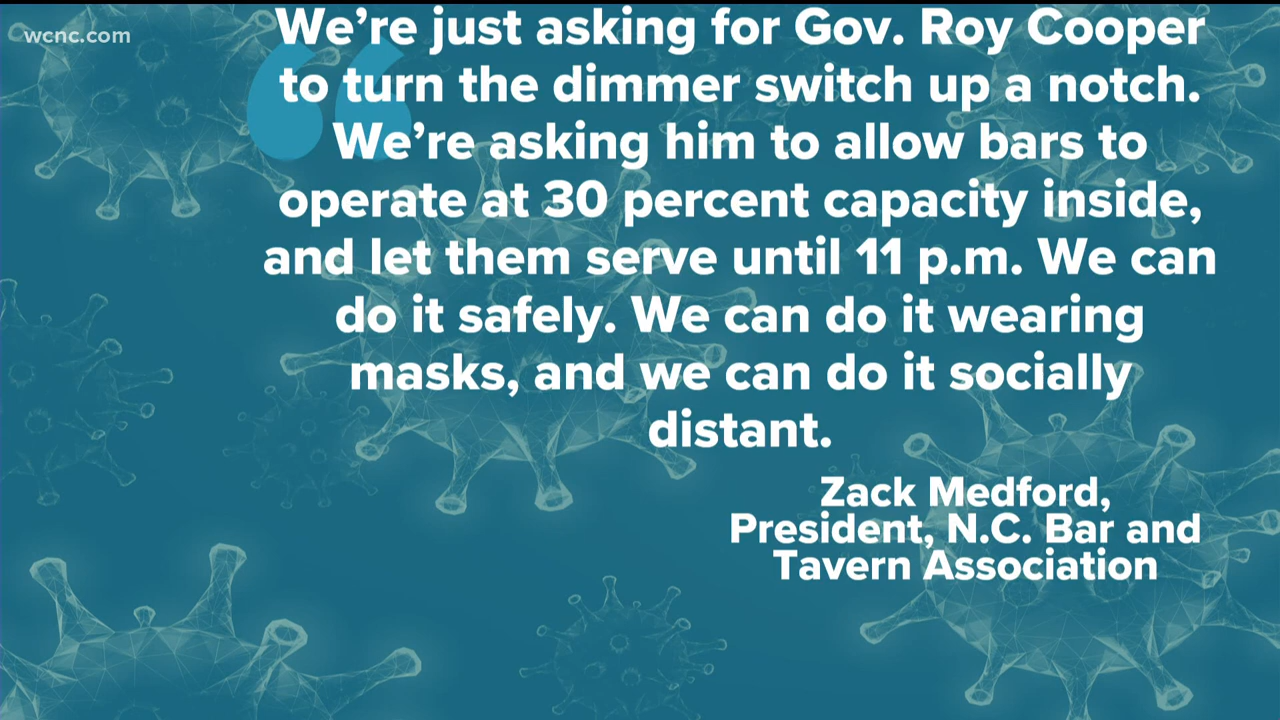 wcnc.com
We’re just asking for Gov. Roy Cooper
to turn the dimmer switch up a notch.
We’re asking him to allow bars to
operate at 30 percent capacity inside,
and let them serve until 11 p.m. We can
do it safely. We can do it wearing
masks, and we can do it socially
distant.
Zack Medford,
President, N.C. Bar and
Tavern Association